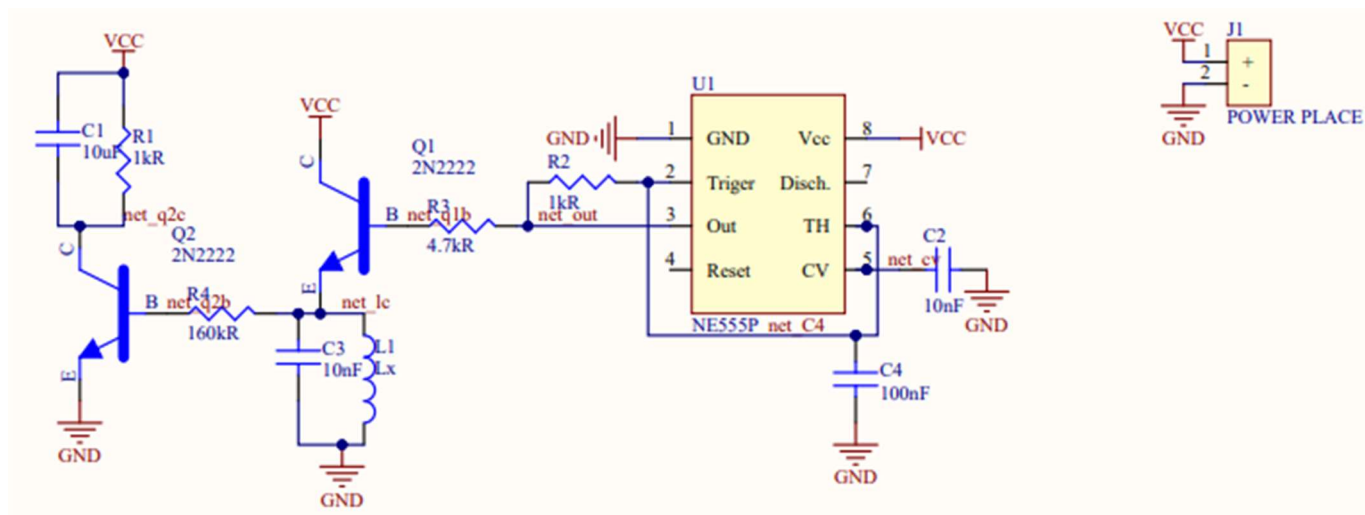 VCC
C1
10uF
R1
1kR
net_q2c
C
Q2
2N2222
B
net_q2b
R4
160kR
E
GND
VCC
C
Q1
2N2222
B
net_q1b
R3
4.7kR
E
net_lc
C3
10nF
L1
Lx
GND
R2
1kR
net_out
GND
U1
1
GND
Vcc
8
VCC
2
Triger
Disch.
7
3
Out
TH
6
4
Reset
CV
5
NE555P
net_C4
net_cv
C2
10nF
GND
C4
100nF
GND
VCC
J1
1
+
2
-
GND
POWER PLACE